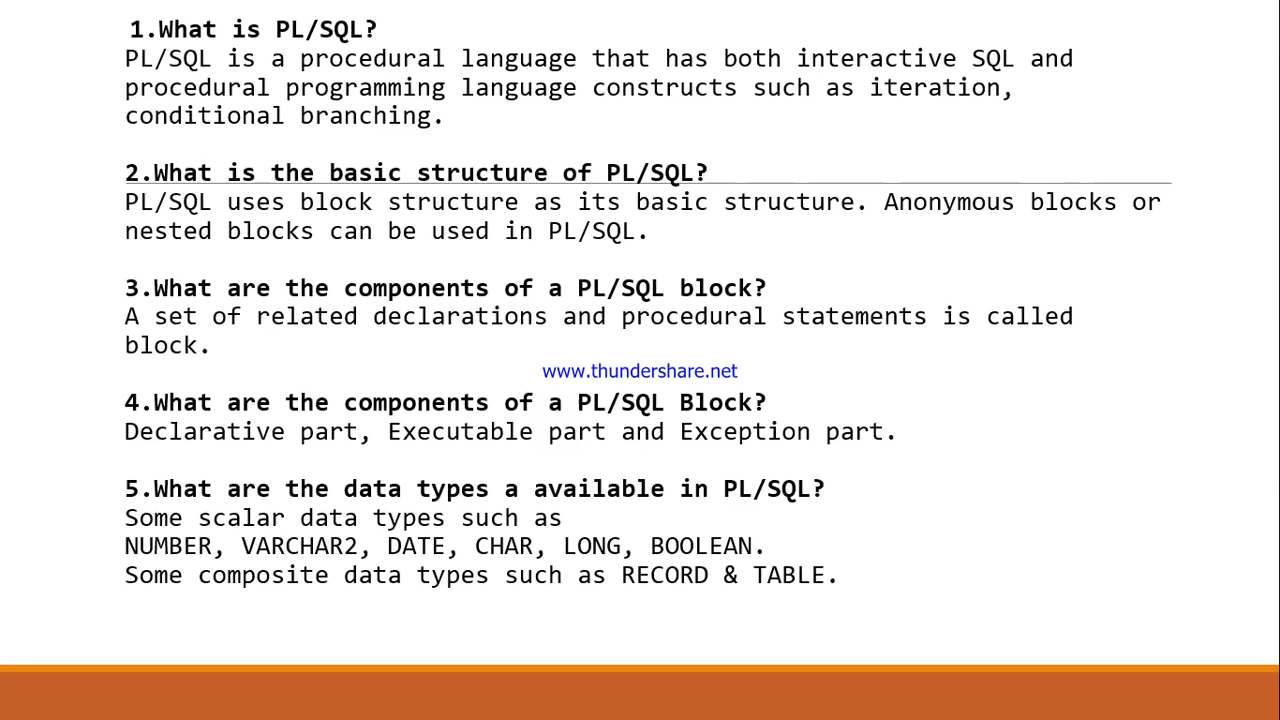 1.What is PL/SQL?
PL/SQL is a procedural language that has both interactive SQL and
procedural programming language constructs such as iteration,
conditional branching.
2.What is the basic structure of PL/SQL?
PL/SQL uses block structure as its basic structure. Anonymous blocks or
nested blocks can be used in PL/SQL.
3.What are the components of a PL/SQL block?
A set of related declarations and procedural statements is called
block.
www.thundershare.net
4.What are the components of a PL/SQL Block?
Declarative part, Executable part and Exception part.
5.What are the data types a available in PL/SQL?
Some scalar data types such as
NUMBER, VARCHAR2, DATE, CHAR, LONG, BOOLEAN.
Some composite data types such as RECORD & TABLE.